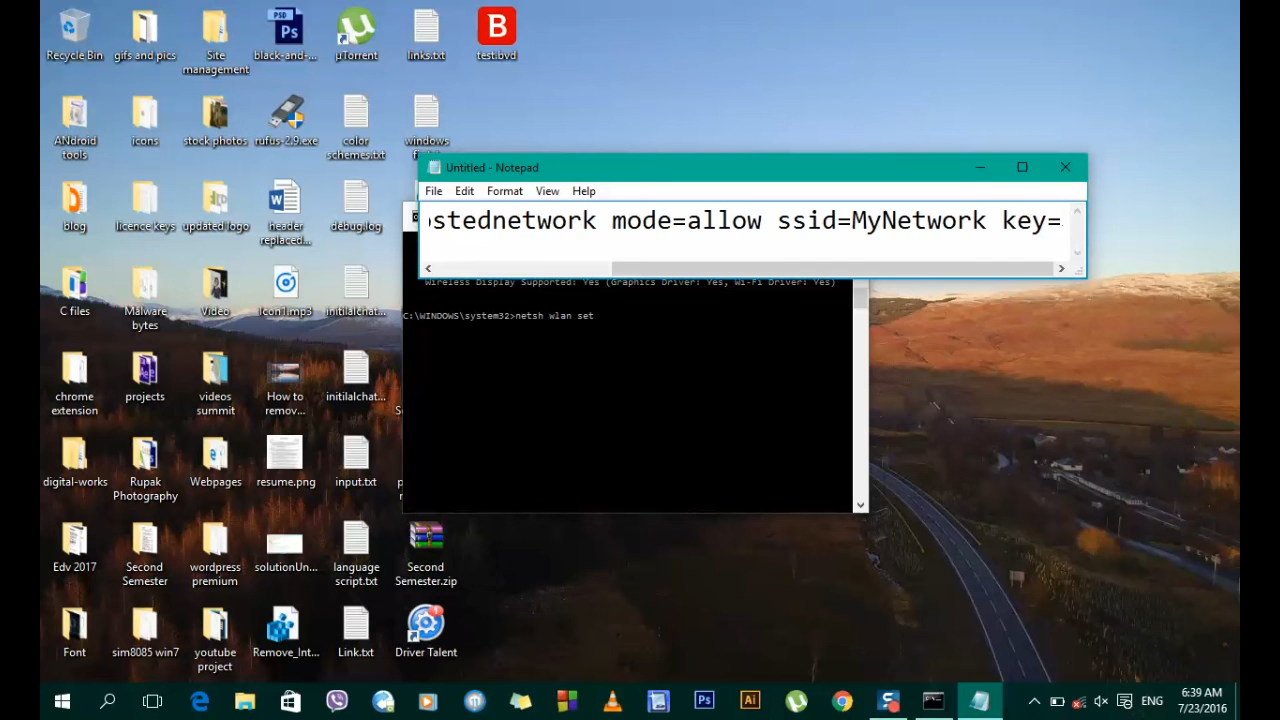 Recycle Bin
gifs and pics
Site management
PSD
Ps
black-and-...
µTorrent
links.txt
B
test.bvd
ANdroid tools
icons
stock photos
rufus-2.9.exe
color schemes.txt
windows
blog
licence keys
updated logo
header replaced...
debug.log
C files
Malware bytes
Video
Icon1.mp3
initilalchat...
chrome extension
projects
videos summit
How to remov...
initilalchat...
digital-works
Rupak Photography
Webpages
resume.png
input.txt
Edv 2017
Second Semester
wordpress premium
solutionUn...
language script.txt
Second Semester.zip
Font
sim8085 win7
youtube project
Remove_Int...
Link.txt
Driver Talent
Untitled - Notepad
File Edit Format View Help
ostednetwork mode=allow ssid=MyNetwork key=
Wireless Display Supported: Yes (Graphics Driver: Yes, Wi-Fi Driver: Yes)
C:\WINDOWS\system32>netsh wlan set
ENG
6:39 AM
7/23/2016